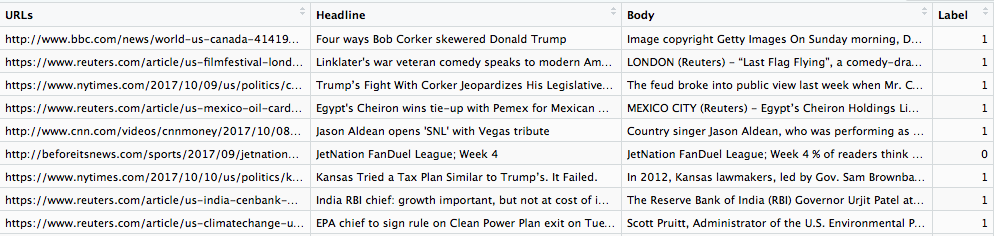 URLs Headline Body Label
http://www.bbc.com/news/world-us-canada-41419... Four ways Bob Corker skewered Donald Trump Image copyright Getty Images On Sunday morning, D... 1
https://www.reuters.com/article/us-filmfestival-lond... Linklater's war veteran comedy speaks to modern Am... LONDON (Reuters) – “Last Flag Flying”, a comedy-dra... 1
https://www.nytimes.com/2017/10/09/us/politics/c... Trump’s Fight With Corker Jeopardizes His Legislative... The feud broke into public view last week when Mr. C... 1
https://www.reuters.com/article/us-mexico-oil-card... Egypt's Cheiron wins tie-up with Pemex for Mexican ... MEXICO CITY (Reuters) – Egypt’s Cheiron Holdings Li... 1
http://www.cnn.com/videos/cnnmoney/2017/10/08... Jason Aldean opens 'SNL' with Vegas tribute Country singer Jason Aldean, who was performing as ... 1
http://beforeitsnews.com/sports/2017/09/jetnation... JetNation FanDuel League; Week 4 JetNation FanDuel League; Week 4 % of readers think ... 0
https://www.nytimes.com/2017/10/10/us/politics/k... Kansas Tried a Tax Plan Similar to Trump’s. It Failed. In 2012, Kansas lawmakers, led by Gov. Sam Brownba... 1
https://www.reuters.com/article/us-india-cenbank-... India RBI chief: growth important, but not at cost of i... The Reserve Bank of India (RBI) Governor Urjit Patel at... 1
https://www.reuters.com/article/us-climatechange-u... EPA chief to sign rule on Clean Power Plan exit on Tue... Scott Pruitt, Administrator of the U.S. Environmental P... 1